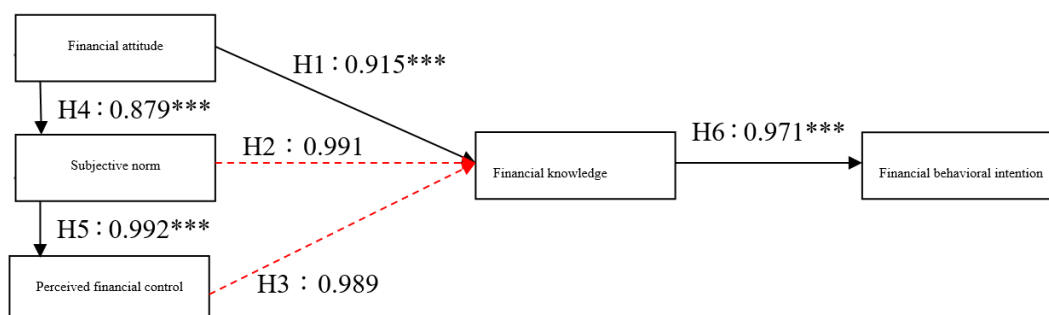 Financial attitude
H1：0.915***
H4：0.879***
Subjective norm
H2：0.991
H6：0.971***
Financial knowledge
Financial behavioral intention
H5：0.992***
Perceived financial control
H3：0.989